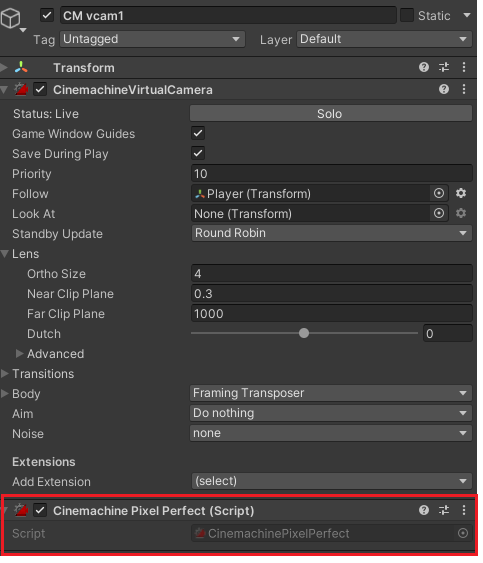 CM vcam1 Static
Tag Untagged Layer Default
Transform
CinemachineVirtualCamera
Status: Live Solo
Game Window Guides
Save During Play
Priority 10
Follow Player (Transform)
Look At None (Transform)
Standby Update Round Robin
Lens
Ortho Size 4
Near Clip Plane 0.3
Far Clip Plane 1000
Dutch 0
Advanced
Transitions
Body Framing Transposer
Aim Do nothing
Noise none
Extensions
Add Extension (select)
Cinemachine Pixel Perfect (Script)
Script CinemachinePixelPerfect